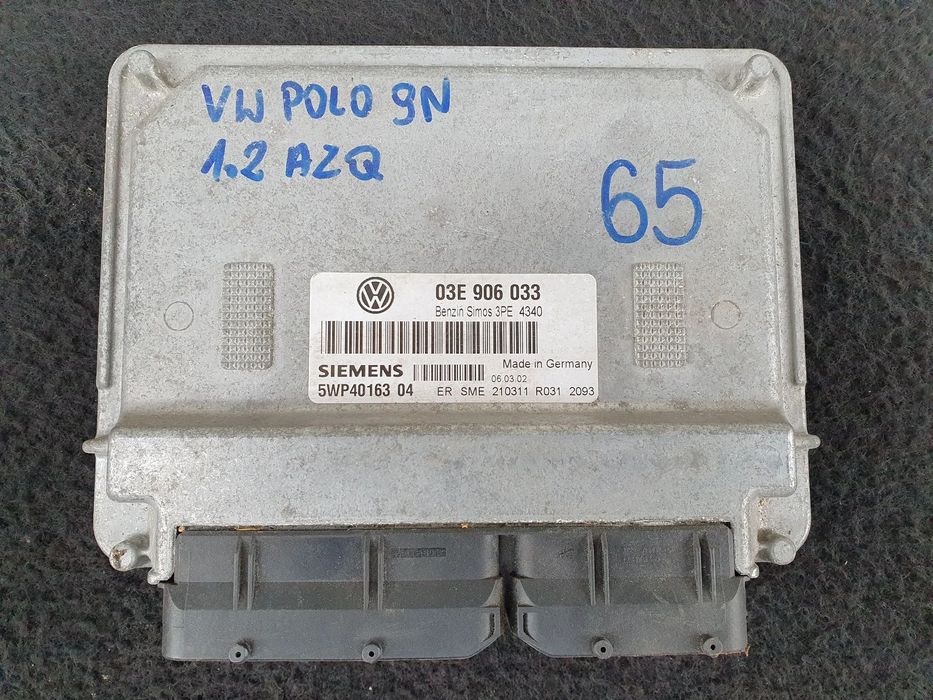 VW POLO 9N
1.2 AZQ
65
03E 906 033
Benzin Simos 3PE 4340
SIEMENS
Made in Germany
06.03.02
5WP40163 04
ER SME 210311 R031 2093